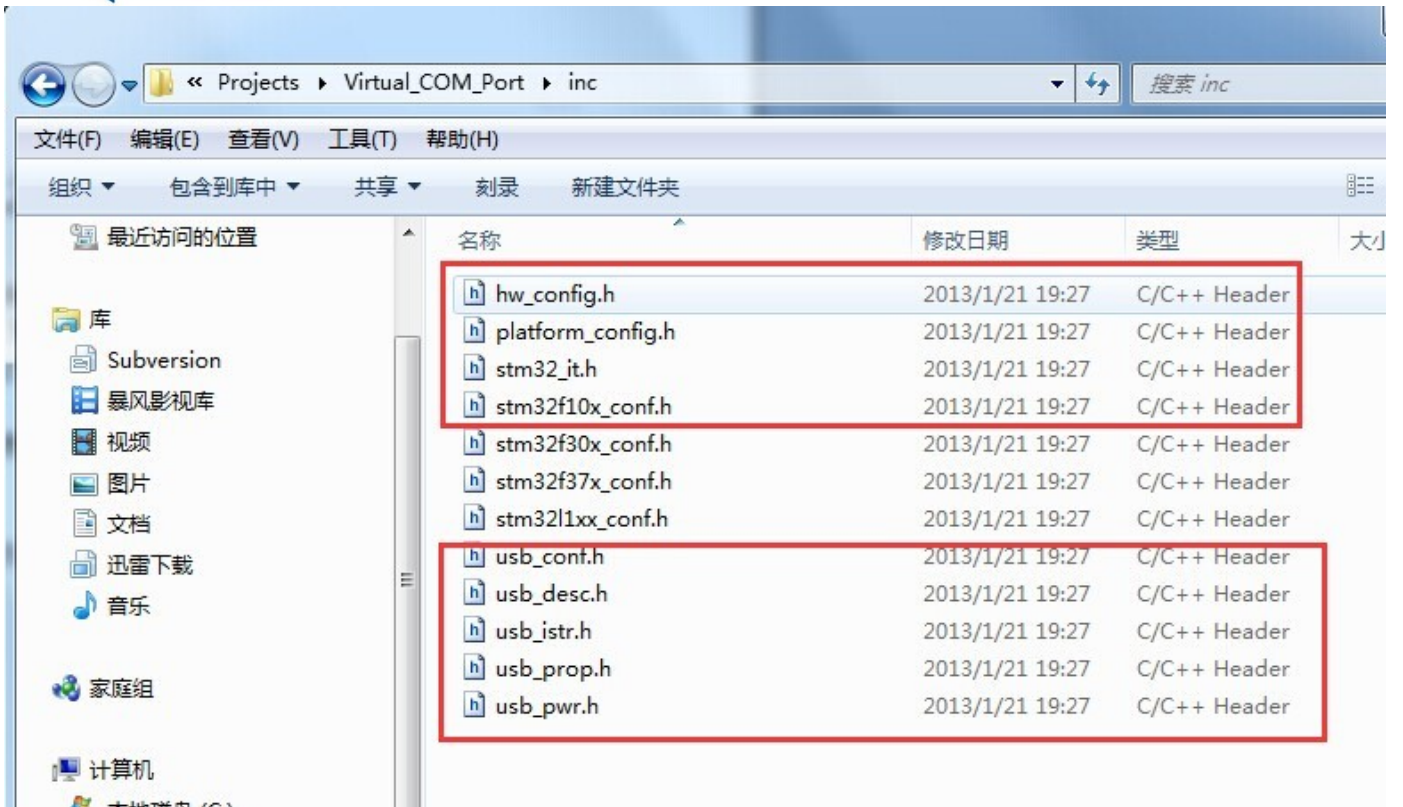 « Projects ▸ Virtual_COM_Port ▸ inc
搜索 inc
文件(F) 编辑(E) 查看(V) 工具(T) 帮助(H)
组织 包含到库中 共享 刻录 新建文件夹
最近访问的位置
库
Subversion
暴风影视库
视频
图片
文档
迅雷下载
音乐
家庭组
计算机
名称 修改日期 类型
hw_config.h 2013/1/21 19:27 C/C++ Header
platform_config.h 2013/1/21 19:27 C/C++ Header
stm32_it.h 2013/1/21 19:27 C/C++ Header
stm32f10x_conf.h 2013/1/21 19:27 C/C++ Header
stm32f30x_conf.h 2013/1/21 19:27 C/C++ Header
stm32f37x_conf.h 2013/1/21 19:27 C/C++ Header
stm32l1xx_conf.h 2013/1/21 19:27 C/C++ Header
usb_conf.h 2013/1/21 19:27 C/C++ Header
usb_desc.h 2013/1/21 19:27 C/C++ Header
usb_istr.h 2013/1/21 19:27 C/C++ Header
usb_prop.h 2013/1/21 19:27 C/C++ Header
usb_pwr.h 2013/1/21 19:27 C/C++ Header